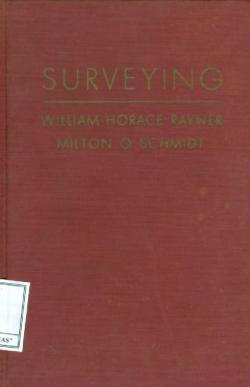 SURVEYING
WILLIAM HORACE RAYNER
MILTON O SCHMIDT